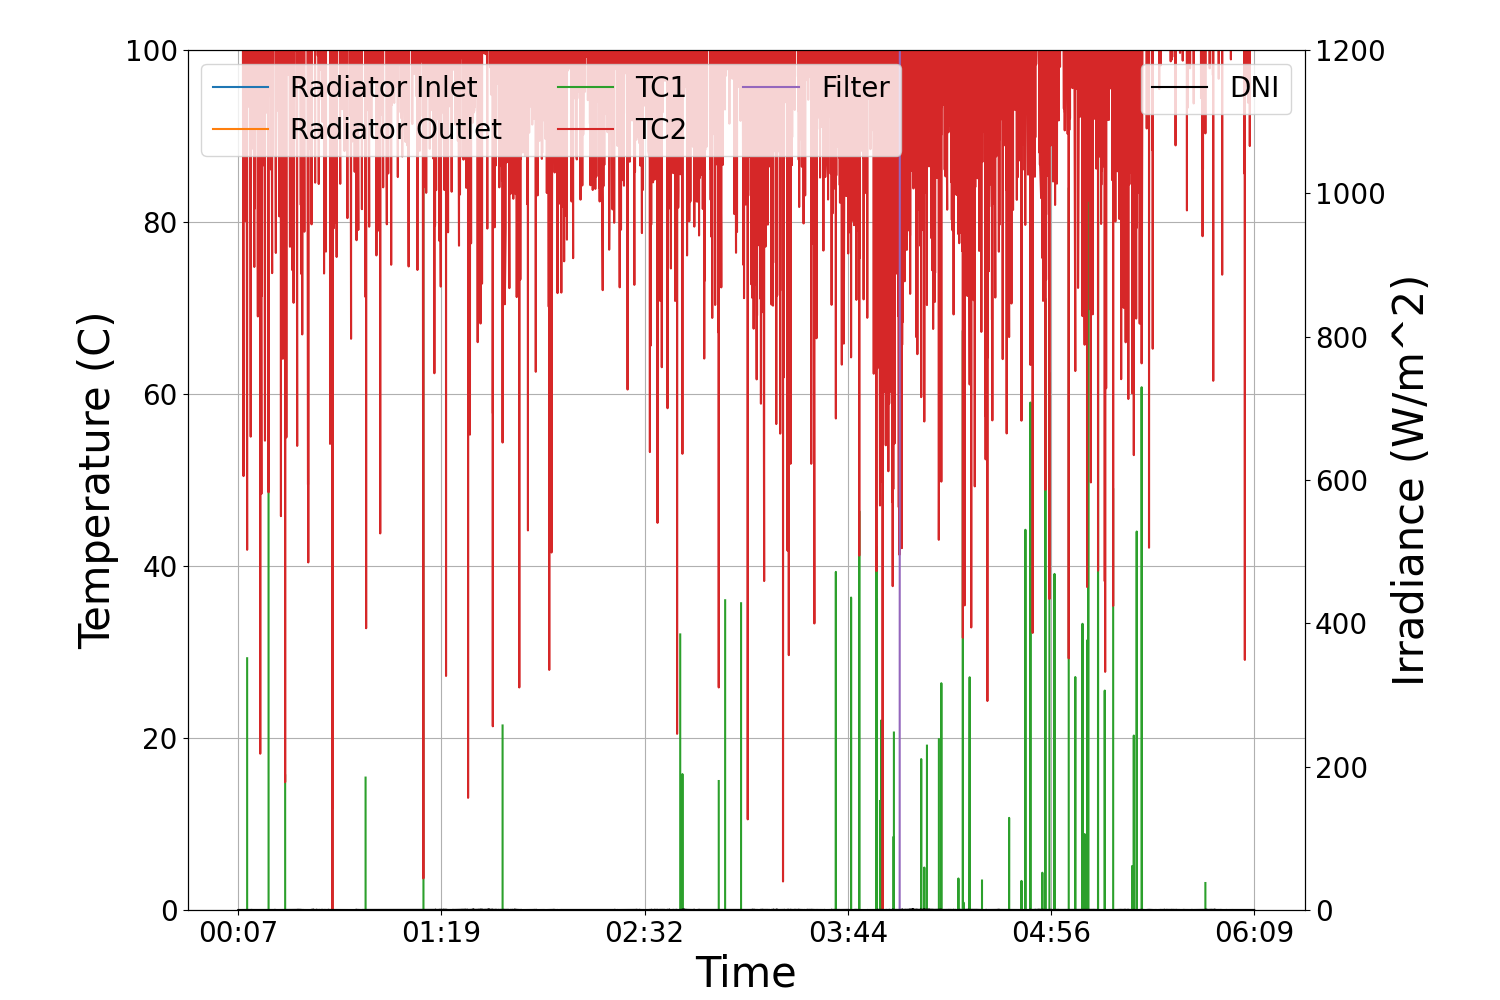 100
80
60
40
20
0
Temperature (C)
Radiator Inlet
Radiator Outlet
TC1
TC2
Filter
DNI
1200
1000
800
600
400
200
0
Irradiance (W/m^2)
00:07 01:19 02:32 03:44 04:56 06:09
Time